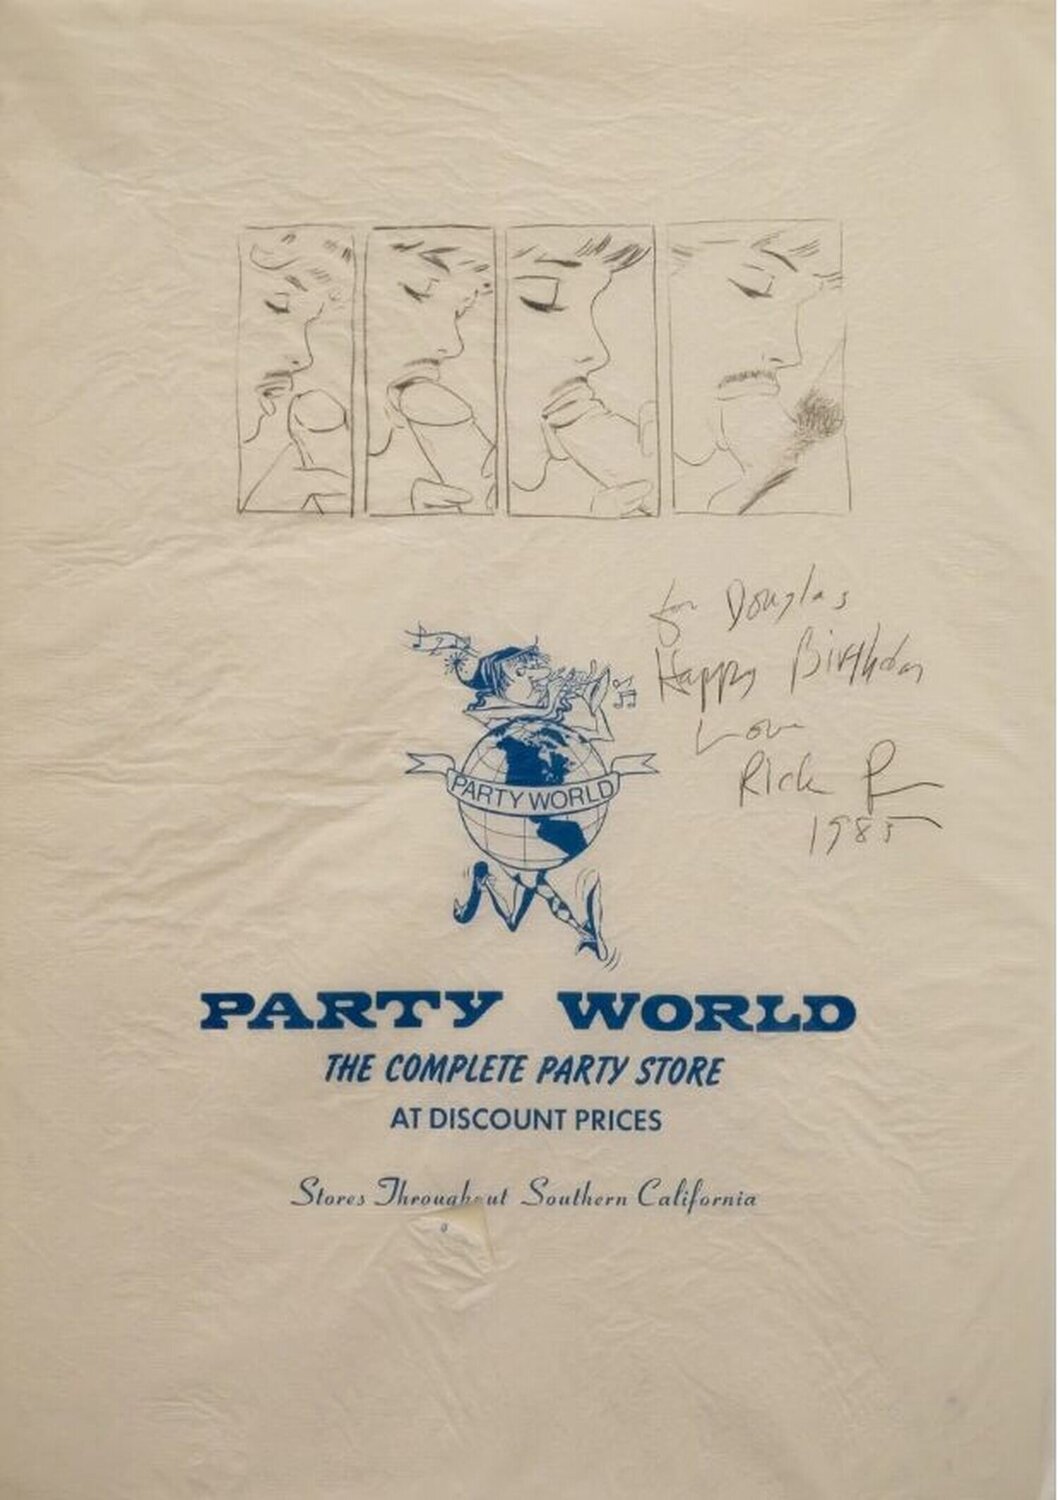 for Douglas
Happy Birthday
Love
Rick
1985
PARTY WORLD
PARTY WORLD
THE COMPLETE PARTY STORE
AT DISCOUNT PRICES
Stores Throughout Southern California